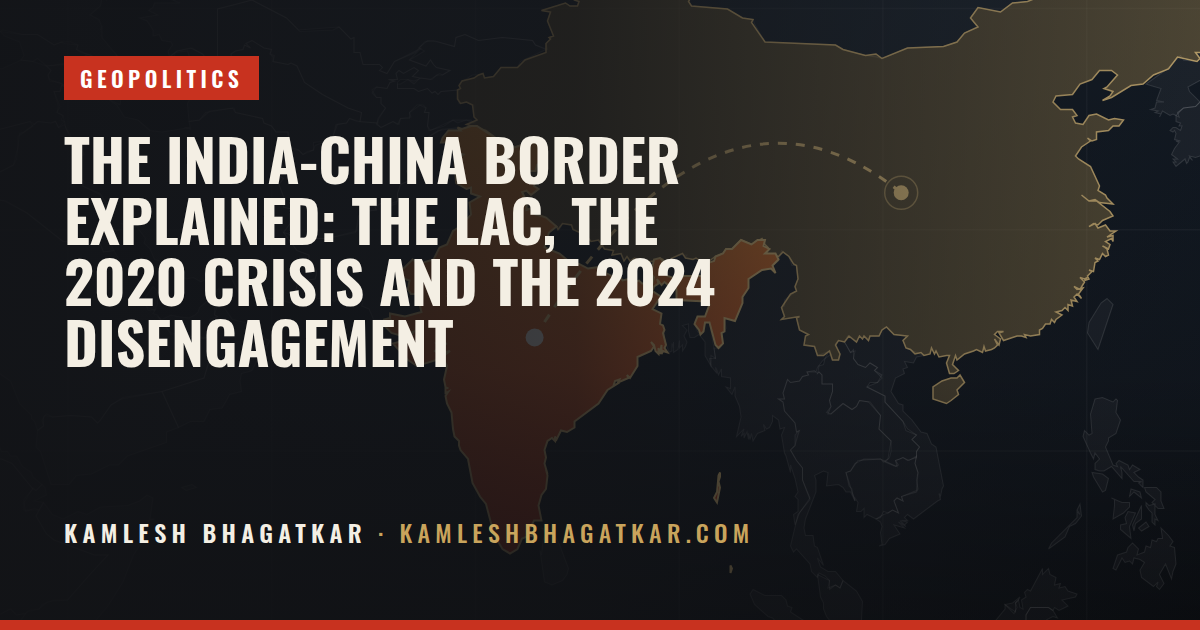 GEOPOLITICS
THE INDIA-CHINA BORDER
EXPLAINED: THE LAC, THE
2020 CRISIS AND THE 2024
DISENGAGEMENT
KAMLESH BHAGATKAR · KAMLESHBHAGATKAR.COM